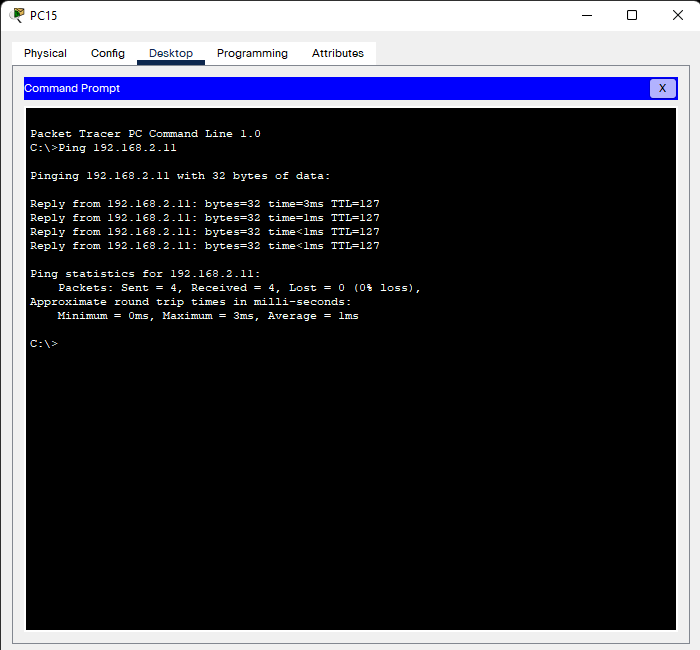 PC15
Physical Config Desktop Programming Attributes
Command Prompt X
Packet Tracer PC Command Line 1.0
C:\>Ping 192.168.2.11
Pinging 192.168.2.11 with 32 bytes of data:
Reply from 192.168.2.11: bytes=32 time=3ms TTL=127
Reply from 192.168.2.11: bytes=32 time=1ms TTL=127
Reply from 192.168.2.11: bytes=32 time<1ms TTL=127
Reply from 192.168.2.11: bytes=32 time<1ms TTL=127
Ping statistics for 192.168.2.11:
Packets: Sent = 4, Received = 4, Lost = 0 (0% loss),
Approximate round trip times in milli-seconds:
Minimum = 0ms, Maximum = 3ms, Average = 1ms
C:\>